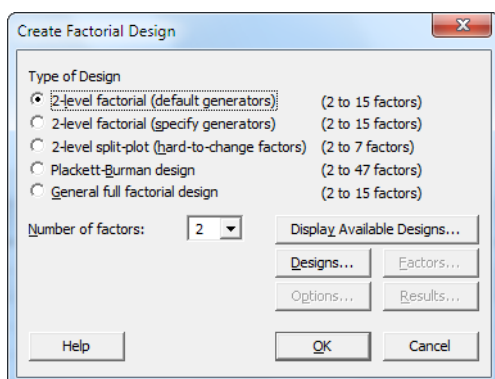 Create Factorial Design
Type of Design
2-level factorial (default generators) (2 to 15 factors)
2-level factorial (specify generators) (2 to 15 factors)
2-level split-plot (hard-to-change factors) (2 to 7 factors)
Plackett-Burman design (2 to 47 factors)
General full factorial design (2 to 15 factors)
Number of factors: 2 Display Available Designs...
Designs... Factors...
Options... Results...
Help OK Cancel